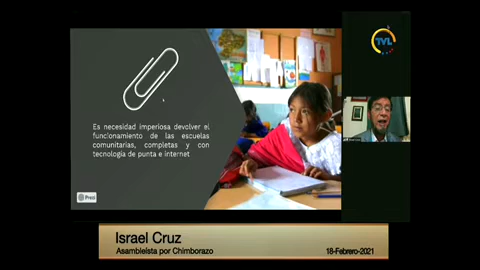 TVL
Es necesidad imperiosa devolver el
funcionamiento de las escuelas
comunitarias, completas y con
tecnología de punta e internet
Prezi
Israel Cruz
Asambleísta por Chimborazo
18-Febrero-2021